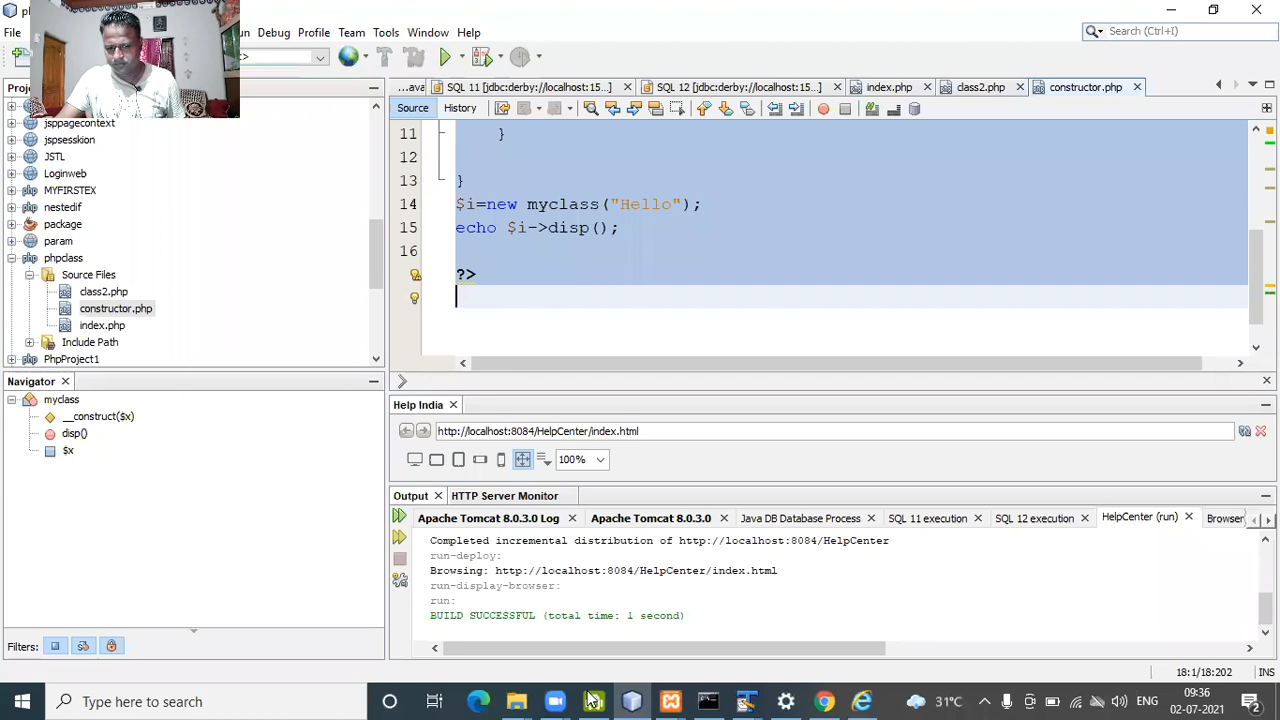 p
File
un Debug Profile Team Tools Window Help
Search (Ctrl+I)
>
Proj
...ava SQL 11 [jdbc:derby://localhost:15... SQL 12 [jdbc:derby://localhost:15... index.php class2.php constructor.php
Source History
jsppagecontext
jspsesskion
JSTL
Loginweb
MYFIRSTEX
nestedif
package
param
phpclass
Source Files
class2.php
constructor.php
index.php
Include Path
PhpProject1
11 }
12
13 }
14 $i=new myclass("Hello");
15 echo $i->disp();
16
?>
Navigator
myclass
__construct($x)
disp()
$x
Filters:
Help India
http://localhost:8084/HelpCenter/index.html
100%
Output HTTP Server Monitor
Apache Tomcat 8.0.3.0 Log Apache Tomcat 8.0.3.0 Java DB Database Process SQL 11 execution SQL 12 execution HelpCenter (run) Browser
Completed incremental distribution of http://localhost:8084/HelpCenter
run-deploy:
Browsing: http://localhost:8084/HelpCenter/index.html
run-display-browser:
run:
BUILD SUCCESSFUL (total time: 1 second)
18:1/18:202 INS
Type here to search
31°C ENG 09:36
02-07-2021
2